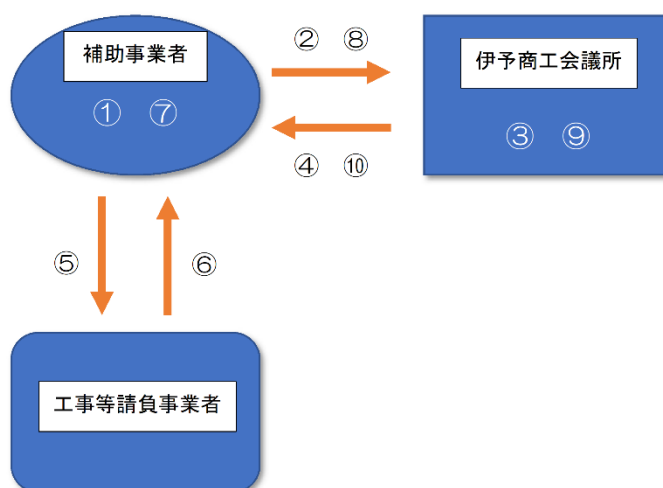 補助事業者
① ⑦
② ⑧
伊予商工会議所
③ ⑨
④ ⑩
⑤
⑥
工事等請負事業者